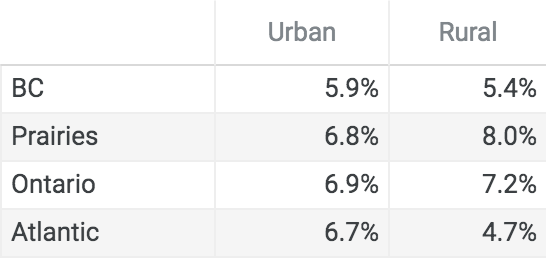 Urban Rural
BC 5.9% 5.4%
Prairies 6.8% 8.0%
Ontario 6.9% 7.2%
Atlantic 6.7% 4.7%